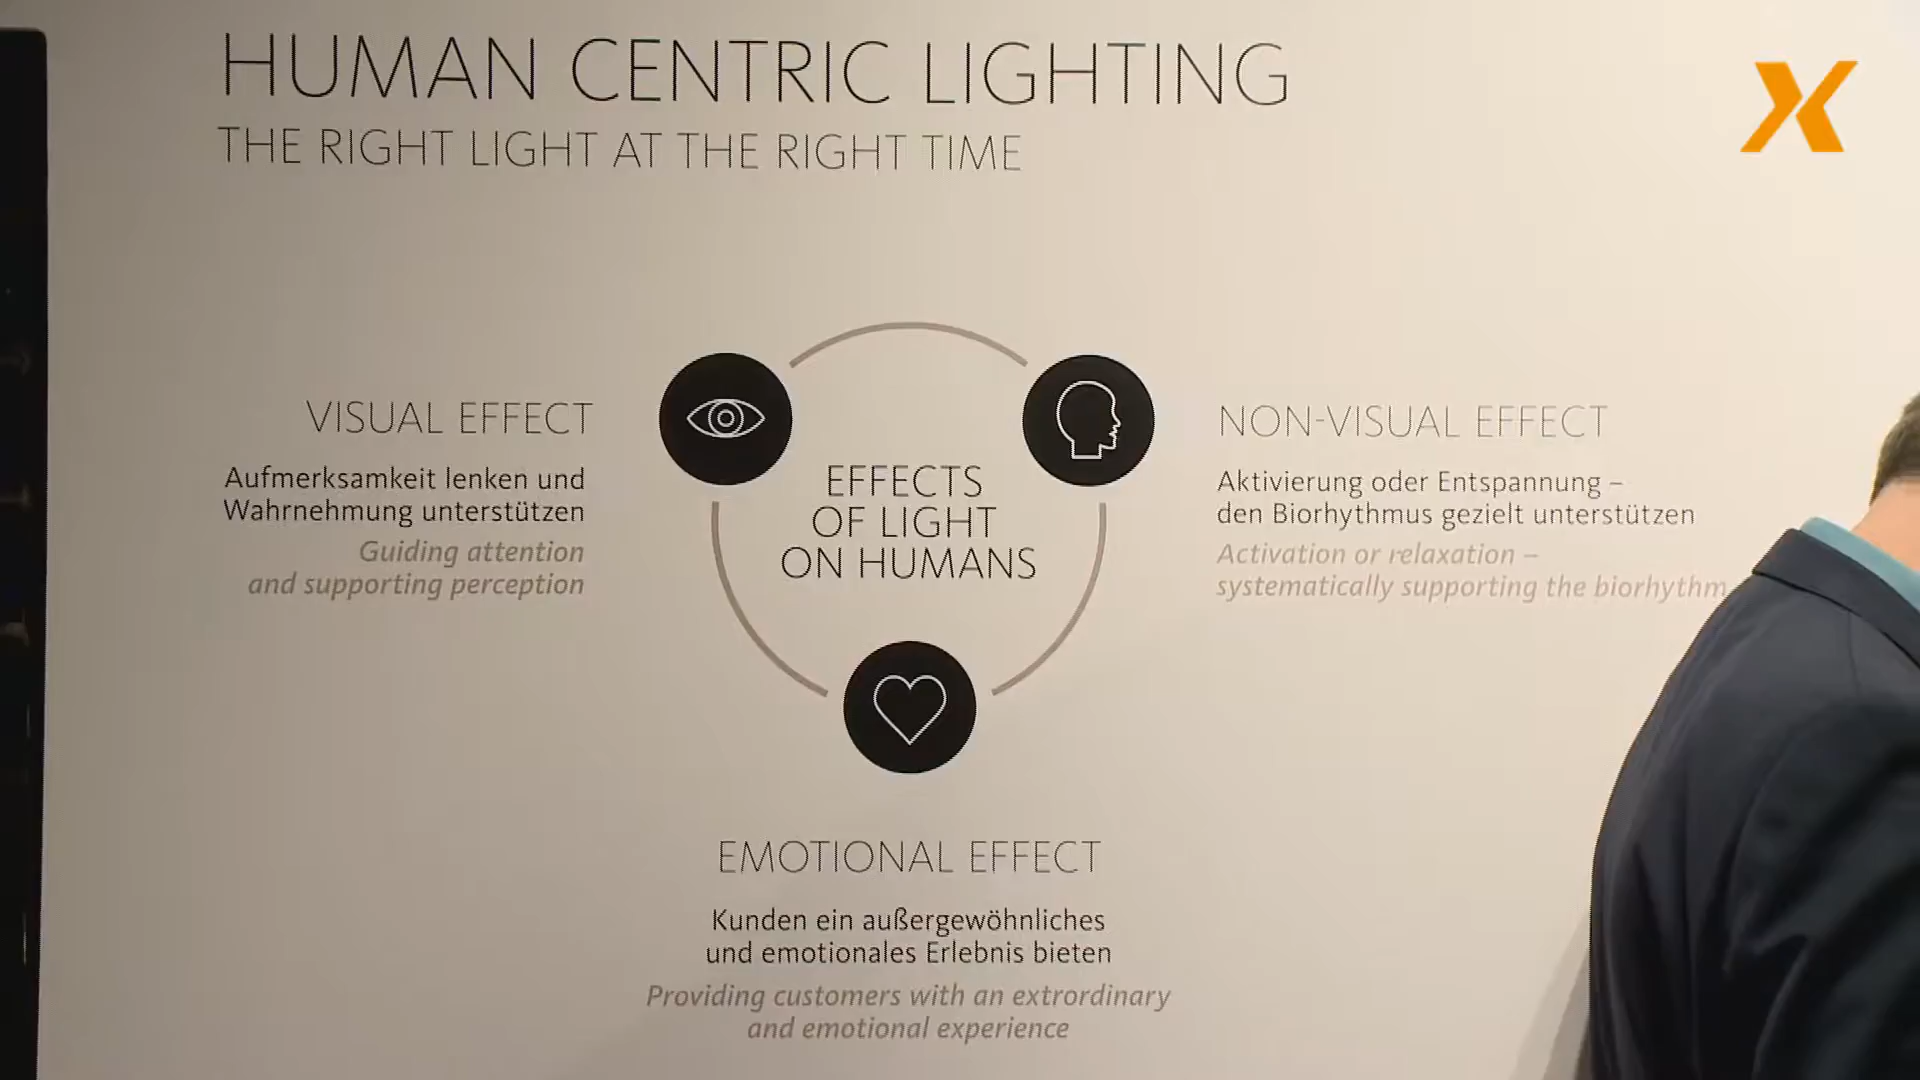 HUMAN CENTRIC LIGHTING
THE RIGHT LIGHT AT THE RIGHT TIME
VISUAL EFFECT
Aufmerksamkeit lenken und
Wahrnehmung unterstützen
Guiding attention
and supporting perception
EFFECTS
OF LIGHT
ON HUMANS
NON-VISUAL EFFECT
Aktivierung oder Entspannung –
den Biorhythmus gezielt unterstützen
Activation or relaxation –
systematically supporting the biorhythm
EMOTIONAL EFFECT
Kunden ein außergewöhnliches
und emotionales Erlebnis bieten
Providing customers with an extrordinary
and emotional experience